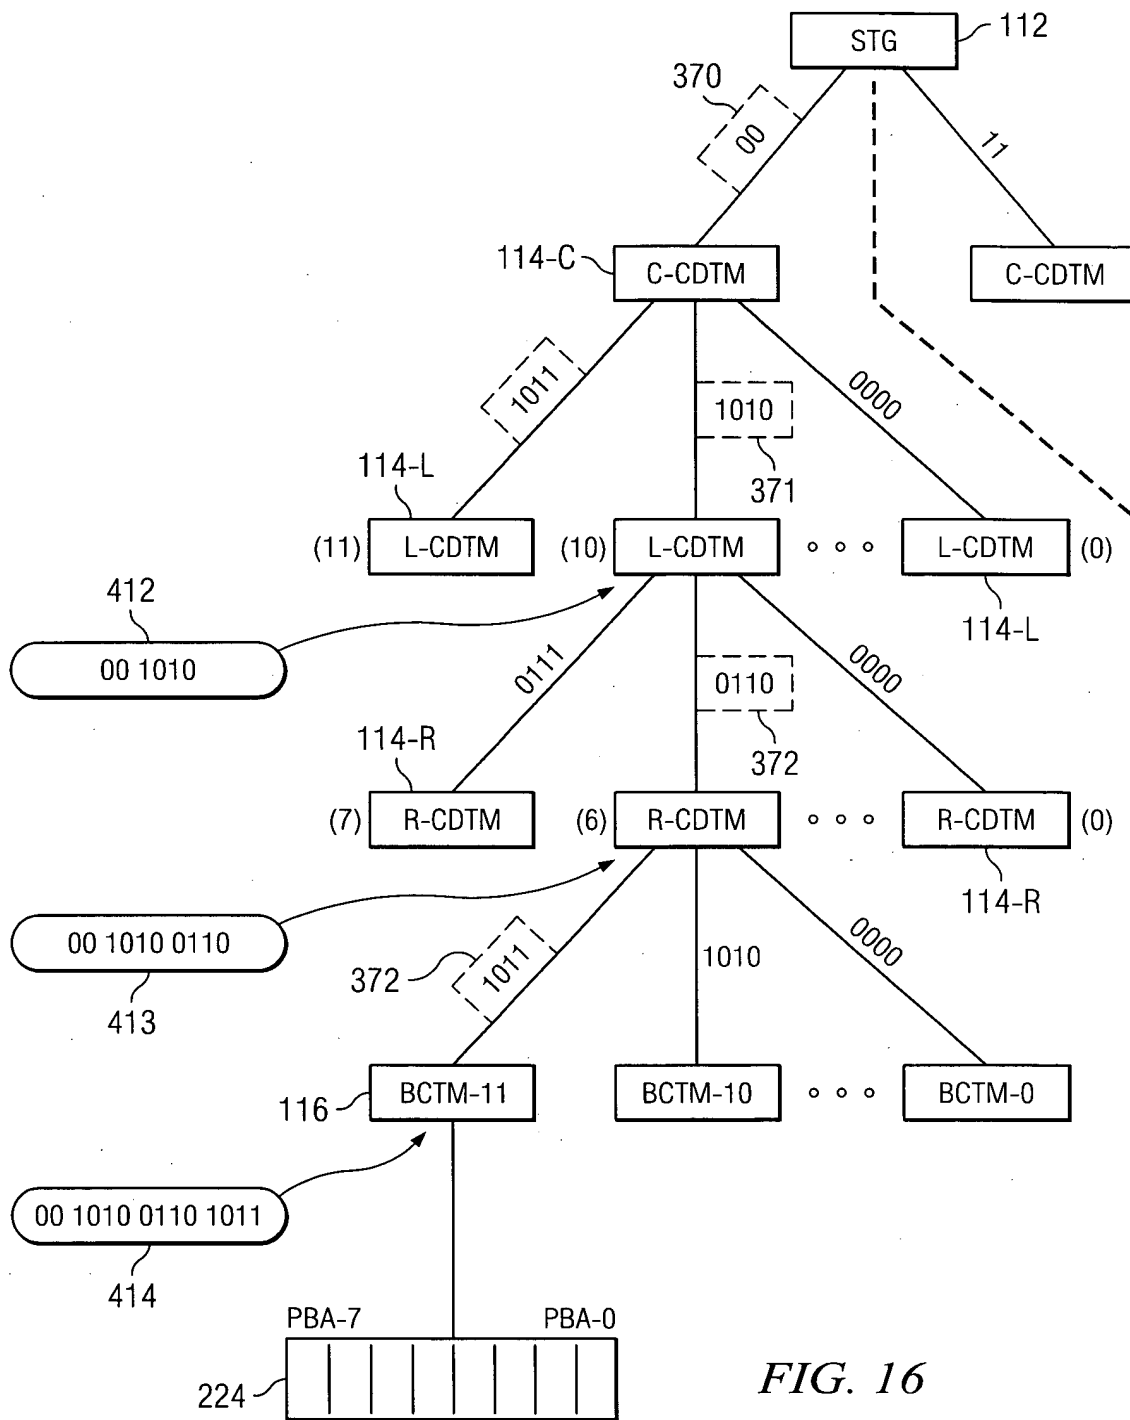 STG
112
370
00
11
114-C
C-CDTM
C-CDTM
1011
1010
0000
371
114-L
(11)
L-CDTM
(10)
L-CDTM
L-CDTM
(0)
114-L
412
00 1010
0111
0110
0000
372
114-R
(7)
R-CDTM
(6)
R-CDTM
R-CDTM
(0)
114-R
00 1010 0110
413
372
1011
1010
0000
116
BCTM-11
BCTM-10
BCTM-0
00 1010 0110 1011
414
PBA-7
PBA-0
224
FIG. 16